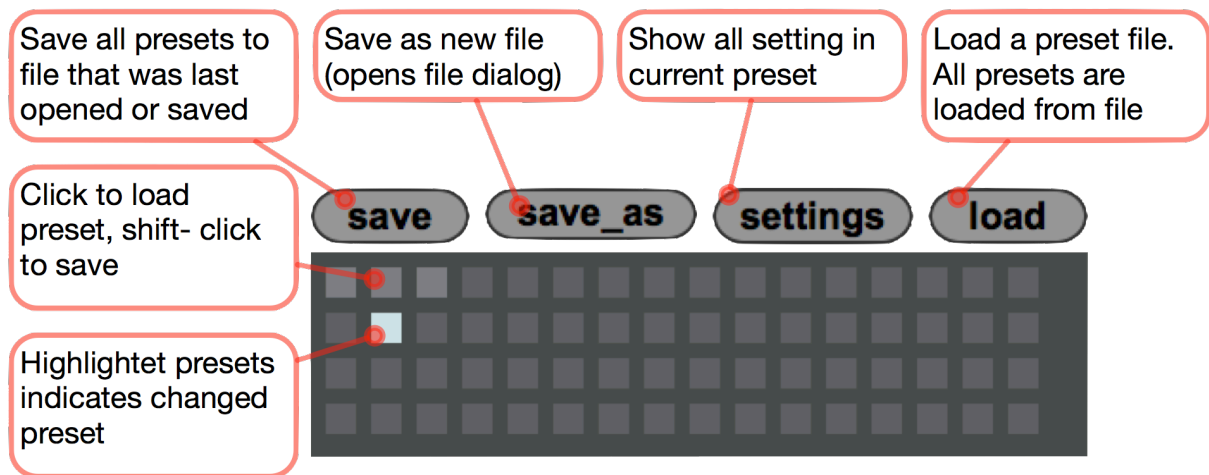 Save all presets to
file that was last
opened or saved
Save as new file
(opens file dialog)
Show all setting in
current preset
Load a preset file.
All presets are
loaded from file
Click to load
preset, shift- click
to save
save
save_as
settings
load
Highlightet presets
indicates changed
preset